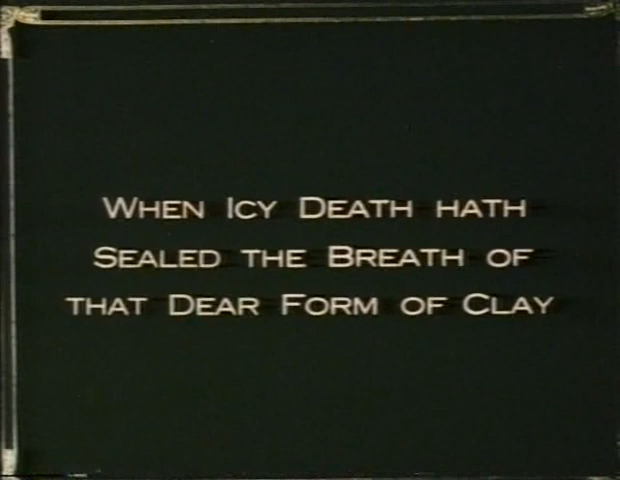 When Icy Death hath
Sealed the Breath of
that Dear Form of Clay